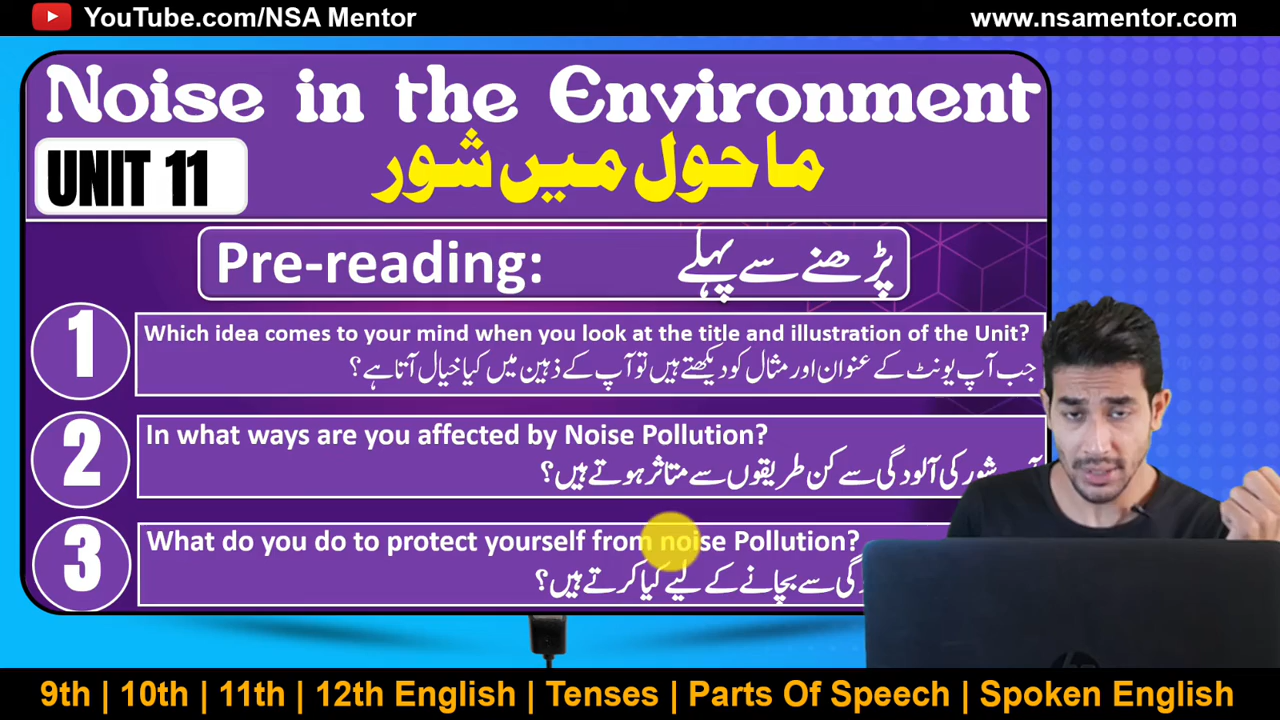 YouTube.com/NSA Mentor
www.nsamentor.com
Noise in the Environment
UNIT 11
ماحول میں شور
Pre-reading:
پڑھنے سے پہلے
1
Which idea comes to your mind when you look at the title and illustration of the Unit?
جب آپ یونٹ کے عنوان اور مثال کو دیکھتے ہیں تو آپ کے ذہین میں کیا خیال آتا ہے؟
2
In what ways are you affected by Noise Pollution?
شور کی آلودگی سے کن طریقوں سے متاثر ہوتے ہیں؟
3
What do you do to protect yourself from noise Pollution?
سے بچانے کے لیے کیا کرتے ہیں؟
9th | 10th | 11th | 12th English | Tenses | Parts Of Speech | Spoken English